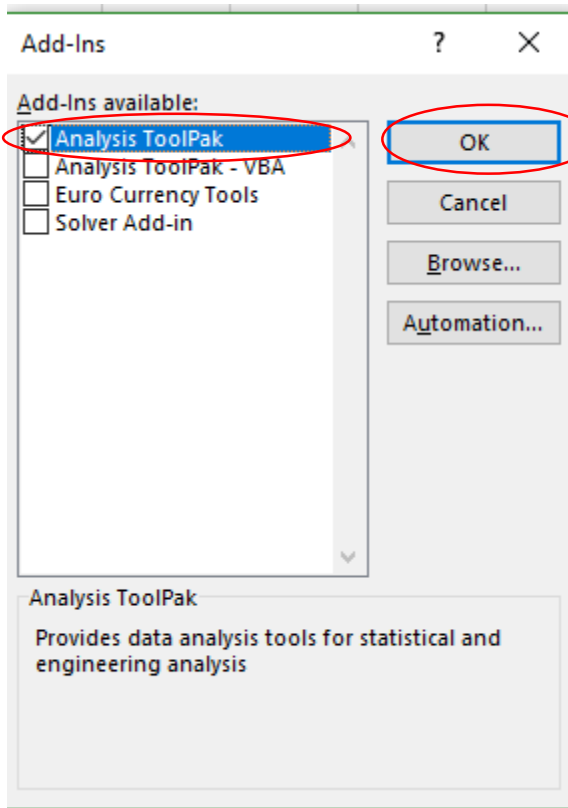 Add-Ins ? ×
Add-Ins available:
Analysis ToolPak
Analysis ToolPak - VBA
Euro Currency Tools
Solver Add-in
OK
Cancel
Browse...
Automation...
Analysis ToolPak
Provides data analysis tools for statistical and
engineering analysis